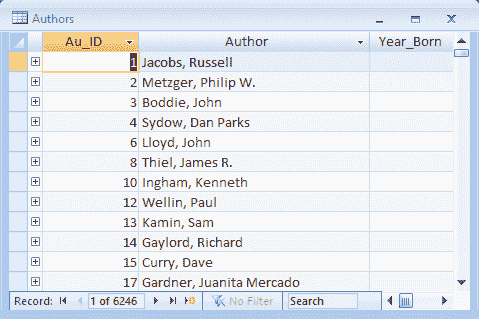 Authors
Au_ID Author Year_Born
1 Jacobs, Russell
2 Metzger, Philip W.
3 Boddie, John
4 Sydow, Dan Parks
6 Lloyd, John
8 Thiel, James R.
10 Ingham, Kenneth
12 Wellin, Paul
13 Kamin, Sam
14 Gaylord, Richard
15 Curry, Dave
17 Gardner, Juanita Mercado
Record: 1 of 6246 No Filter Search